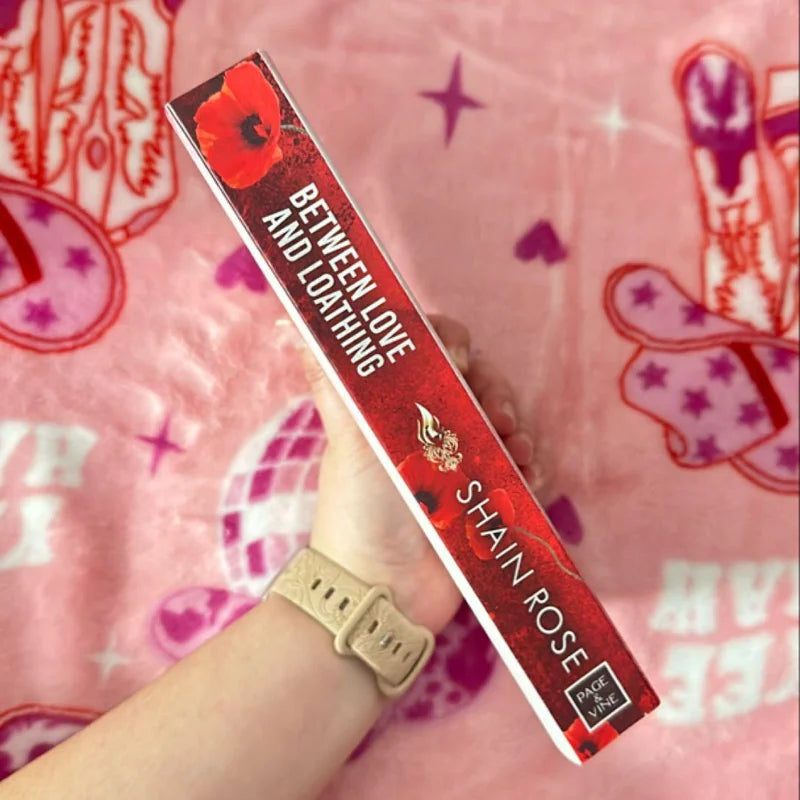 BETWEEN LOVE
AND LOATHING
SHAIN ROSE
PAGE
&
VINE